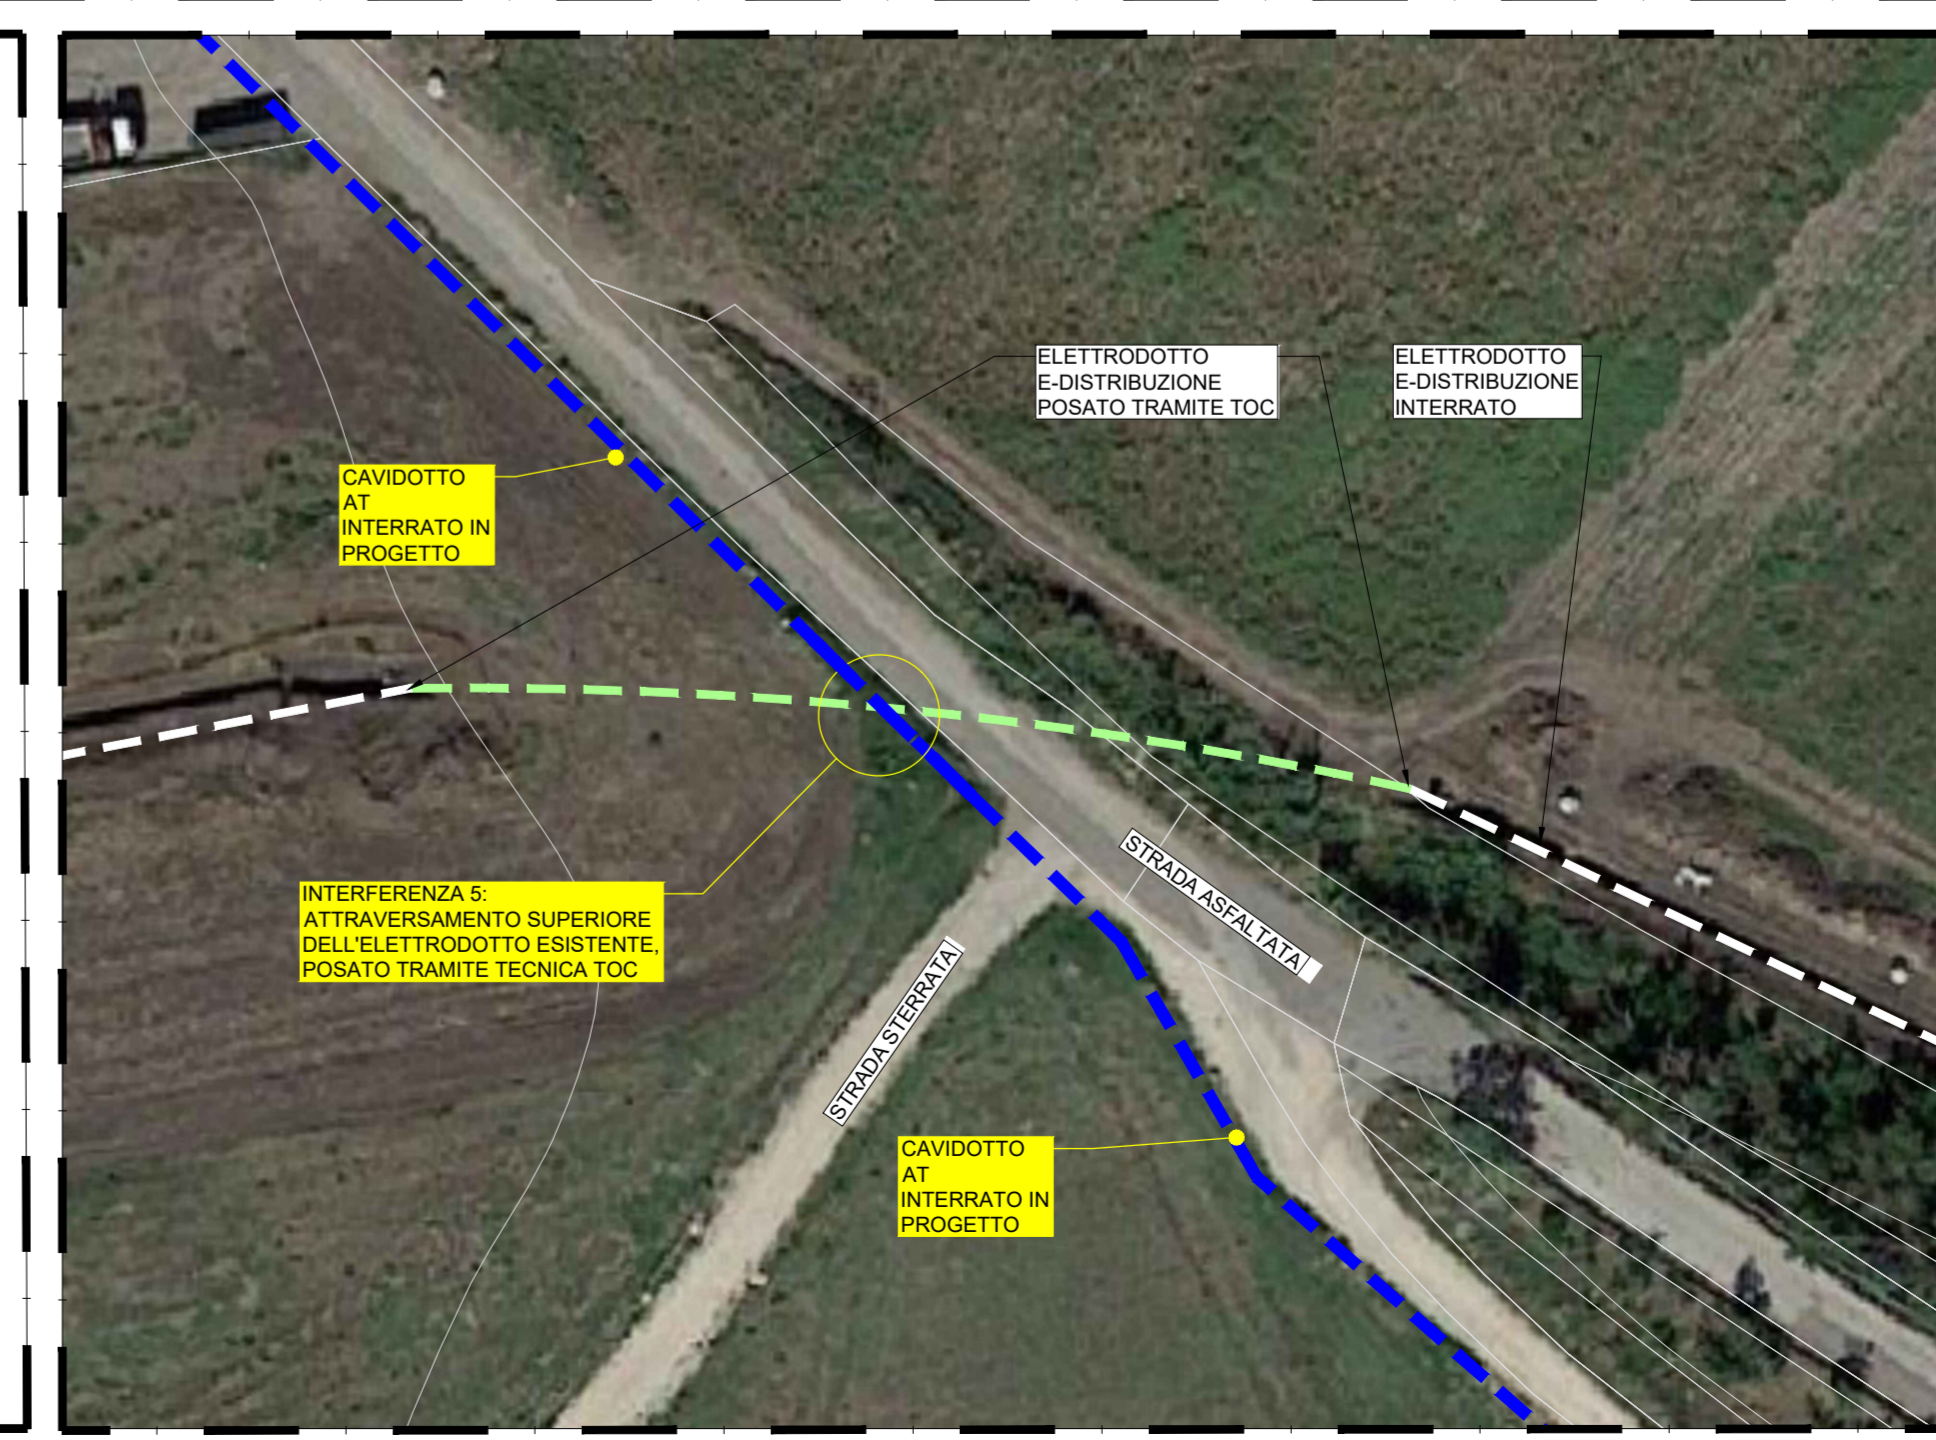 ELETTRODOTTO
E-DISTRIBUZIONE
POSATO TRAMITE TOC
ELETTRODOTTO
E-DISTRIBUZIONE
INTERRATO
CAVIDOTTO
AT
INTERRATO IN
PROGETTO
STRADA ASFALTATA
INTERFERENZA 5:
ATTRAVERSAMENTO SUPERIORE
DELL'ELETTRODOTTO ESISTENTE,
POSATO TRAMITE TECNICA TOC
STRADA STERRATA
CAVIDOTTO
AT
INTERRATO IN
PROGETTO